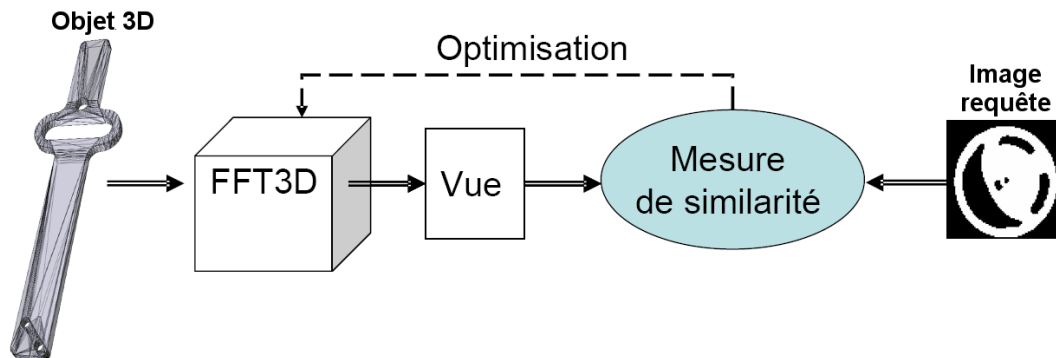 Objet 3D
Optimisation
Image
requête
FFT3D
Vue
Mesure
de similarité